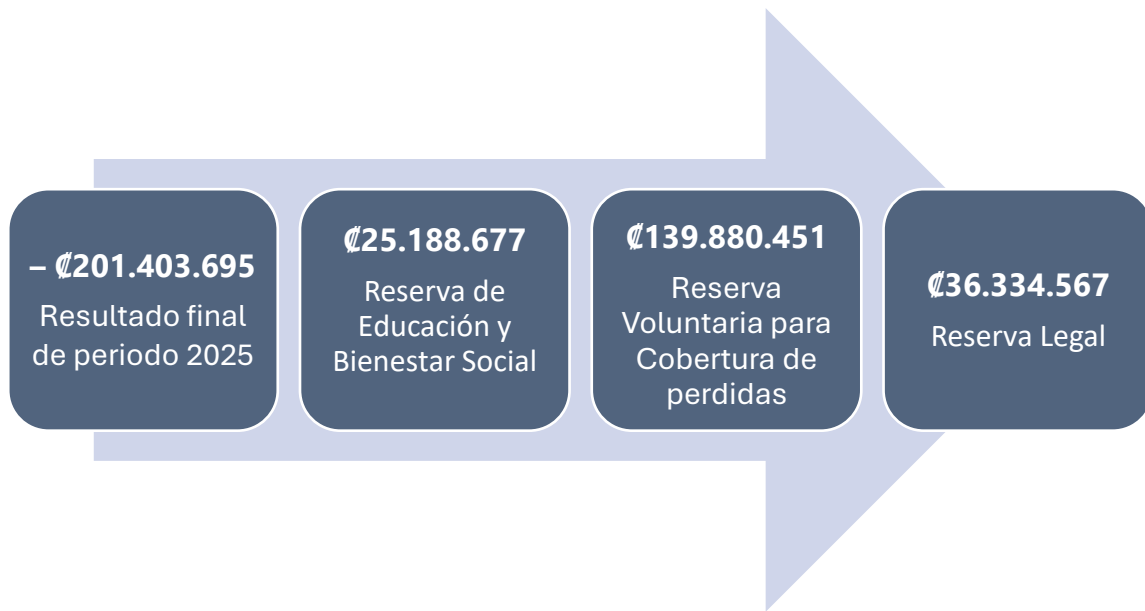 – ₡201.403.695
Resultado final
de periodo 2025
₡25.188.677
Reserva de
Educación y
Bienestar Social
₡139.880.451
Reserva
Voluntaria para
Cobertura de
perdidas
₡36.334.567
Reserva Legal